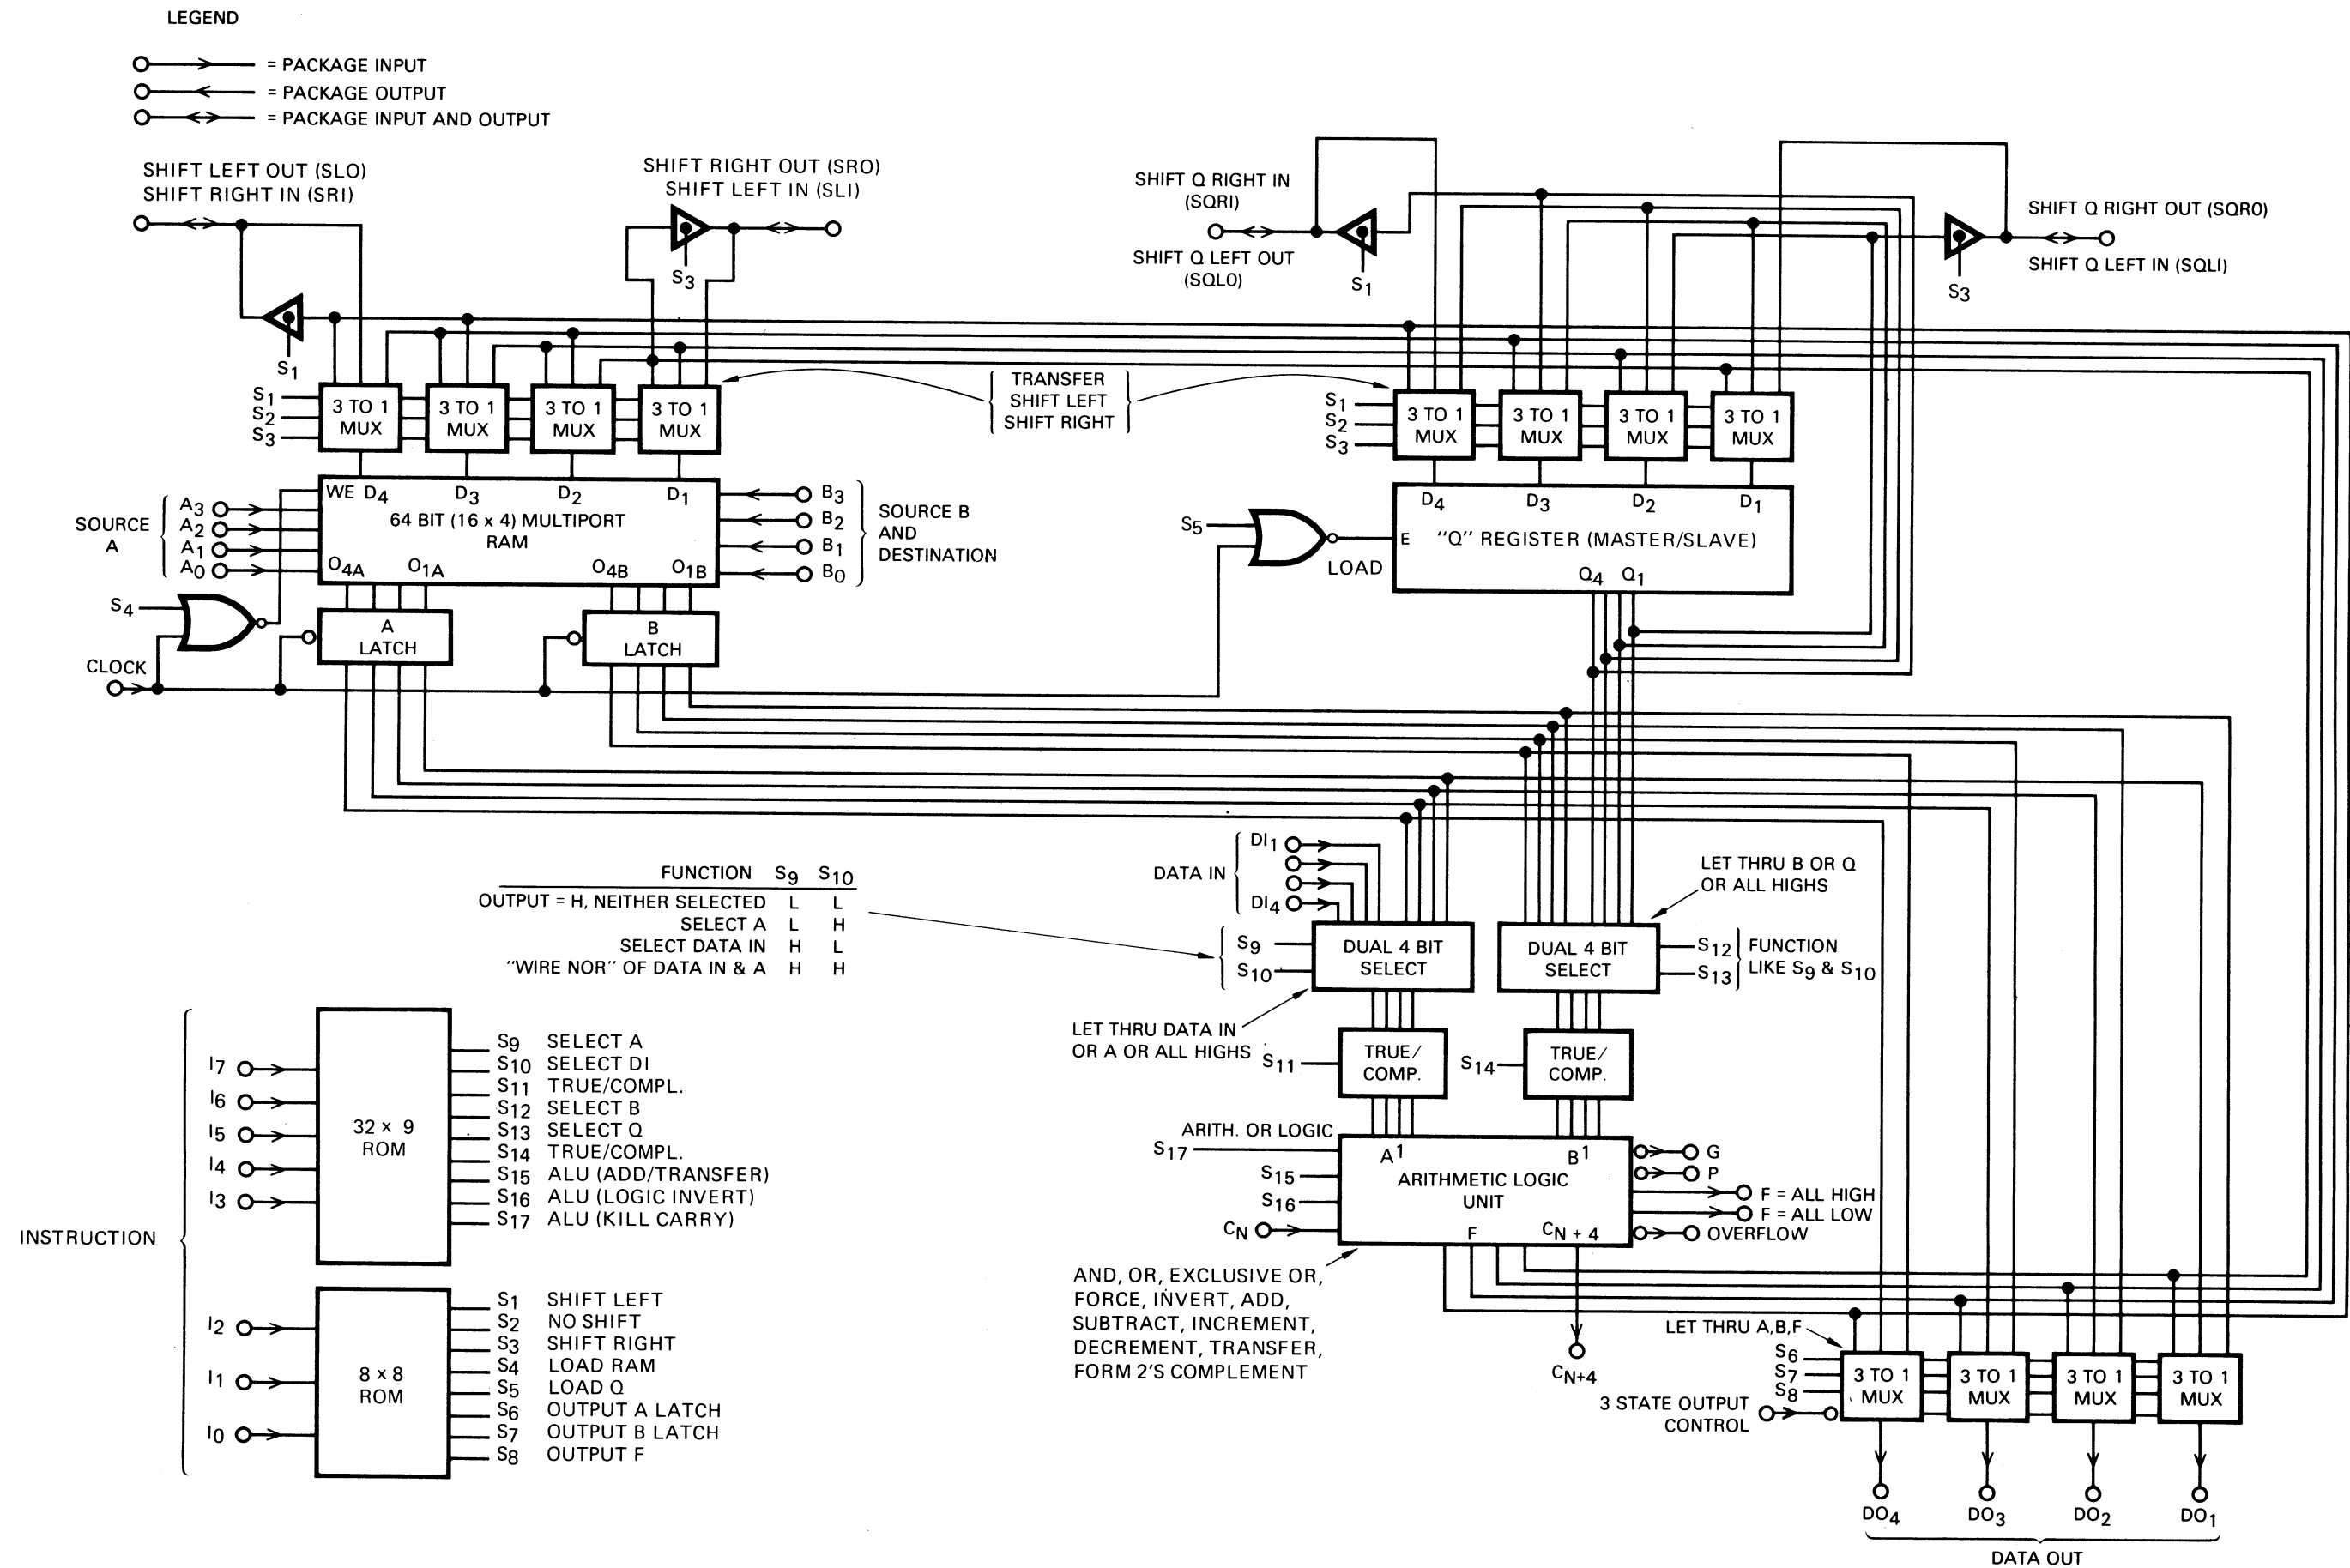 LEGEND
= PACKAGE INPUT
= PACKAGE OUTPUT
= PACKAGE INPUT AND OUTPUT
SHIFT LEFT OUT (SLO)
SHIFT RIGHT IN (SRI)
SHIFT RIGHT OUT (SRO)
SHIFT LEFT IN (SLI)
S3
S1
SHIFT Q RIGHT IN
(SQRI)
SHIFT Q LEFT OUT
(SQL0)
S1
SHIFT Q RIGHT OUT (SQR0)
SHIFT Q LEFT IN (SQLI)
S3
S1
S2
S3
3 TO 1
MUX
3 TO 1
MUX
3 TO 1
MUX
3 TO 1
MUX
TRANSFER
SHIFT LEFT
SHIFT RIGHT
S1
S2
S3
3 TO 1
MUX
3 TO 1
MUX
3 TO 1
MUX
3 TO 1
MUX
SOURCE
A
A3
A2
A1
A0
WE D4 D3 D2 D1
64 BIT (16 x 4) MULTIPORT
RAM
O4A O1A O4B O1B
B3
B2
B1
B0
SOURCE B
AND
DESTINATION
S4
CLOCK
A
LATCH
B
LATCH
S5
LOAD
D4 D3 D2 D1
E "Q" REGISTER (MASTER/SLAVE)
Q4 Q1
DATA IN
DI1
DI4
LET THRU B OR Q
OR ALL HIGHS
FUNCTION S9 S10
OUTPUT = H, NEITHER SELECTED L L
SELECT A L H
SELECT DATA IN H L
"WIRE NOR" OF DATA IN & A H H
S9
S10
DUAL 4 BIT
SELECT
DUAL 4 BIT
SELECT
S12
S13
FUNCTION
LIKE S9 & S10
LET THRU DATA IN
OR A OR ALL HIGHS
S11
TRUE/
COMP.
S14
TRUE/
COMP.
ARITH. OR LOGIC
S17
S15
S16
CN
A1 B1
ARITHMETIC LOGIC
UNIT
F CN + 4
G
P
F = ALL HIGH
F = ALL LOW
OVERFLOW
AND, OR, EXCLUSIVE OR,
FORCE, INVERT, ADD,
SUBTRACT, INCREMENT,
DECREMENT, TRANSFER,
FORM 2'S COMPLEMENT
CN+4
INSTRUCTION
I7
I6
I5
I4
I3
32 x 9
ROM
S9 SELECT A
S10 SELECT DI
S11 TRUE/COMPL.
S12 SELECT B
S13 SELECT Q
S14 TRUE/COMPL.
S15 ALU (ADD/TRANSFER)
S16 ALU (LOGIC INVERT)
S17 ALU (KILL CARRY)
I2
I1
I0
8 x 8
ROM
S1 SHIFT LEFT
S2 NO SHIFT
S3 SHIFT RIGHT
S4 LOAD RAM
S5 LOAD Q
S6 OUTPUT A LATCH
S7 OUTPUT B LATCH
S8 OUTPUT F
LET THRU A,B,F
S6
S7
S8
3 STATE OUTPUT
CONTROL
3 TO 1
MUX
3 TO 1
MUX
3 TO 1
MUX
3 TO 1
MUX
DO4 DO3 DO2 DO1
DATA OUT